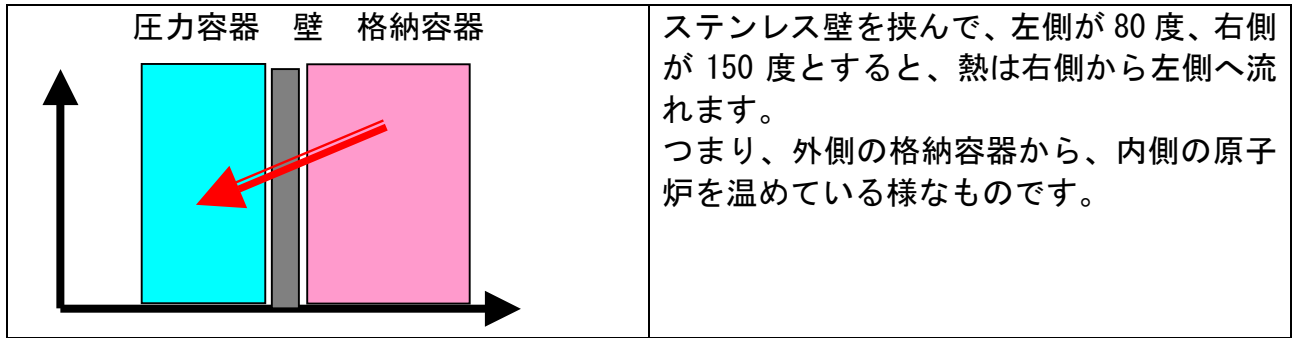 圧力容器 壁 格納容器
ステンレス壁を挟んで、左側が 80 度、右側
が 150 度とすると、熱は右側から左側へ流
れます。
つまり、外側の格納容器から、内側の原子
炉を温めている様なものです。